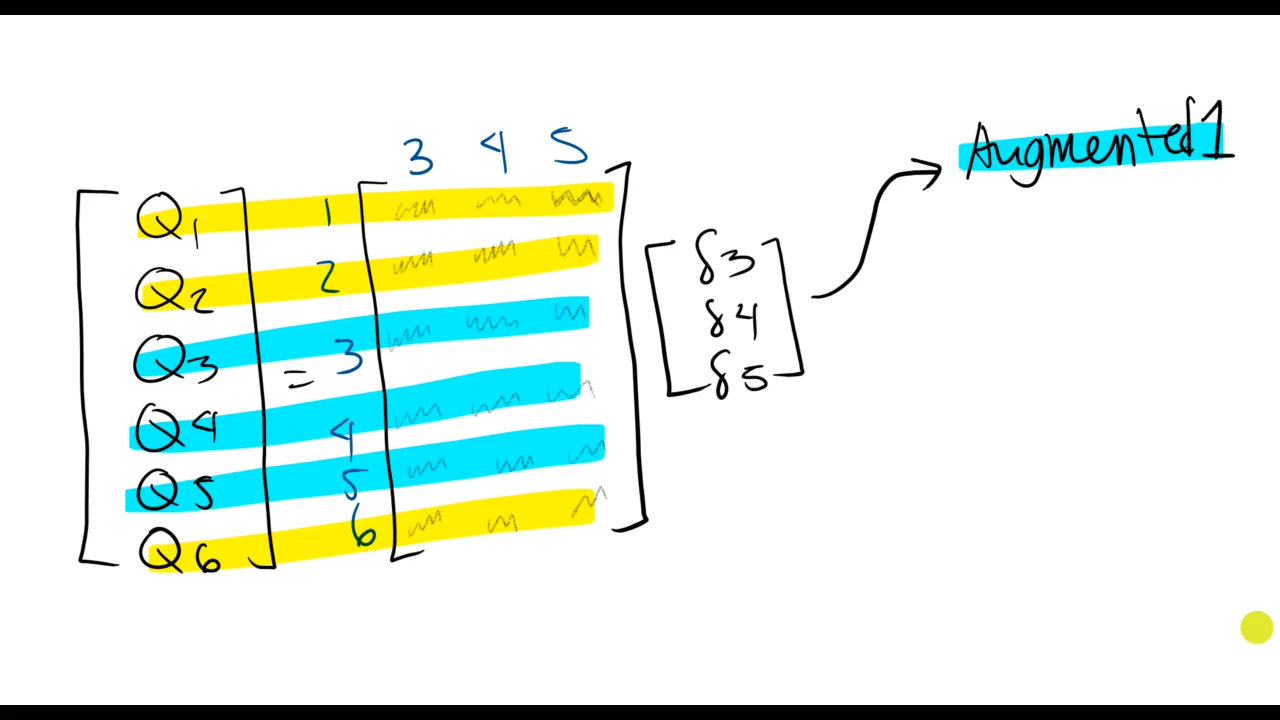 Augmented1
3 4 5
Q1 1
Q2 2
Q3 = 3
Q4 4
Q5 5
Q6 6
δ3
δ4
δ5